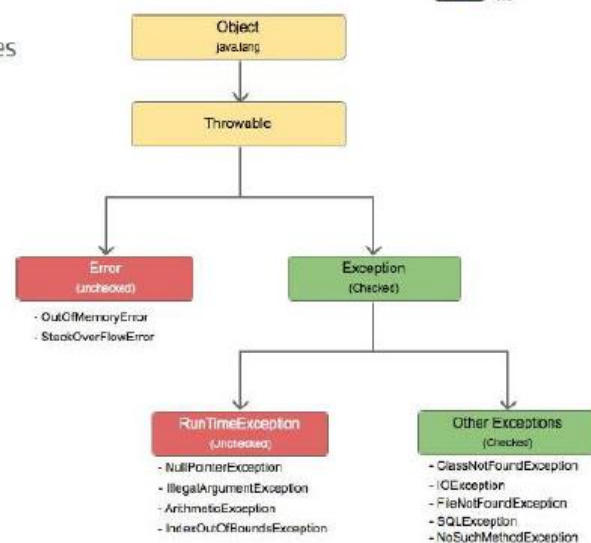 es
Object
java.lang
Throwable
Error
(unchecked)
- OutOfMemoryError
- StackOverFlowError
Exception
(Checked)
RunTimeException
(Unchecked)
- NullPointerException
- IllegalArgumentException
- ArithmeticException
- IndexOutOfBoundsException
Other Exceptions
(Checked)
- ClassNotFoundException
- IOException
- FileNotFoundException
- SQLException
- NoSuchMethodException